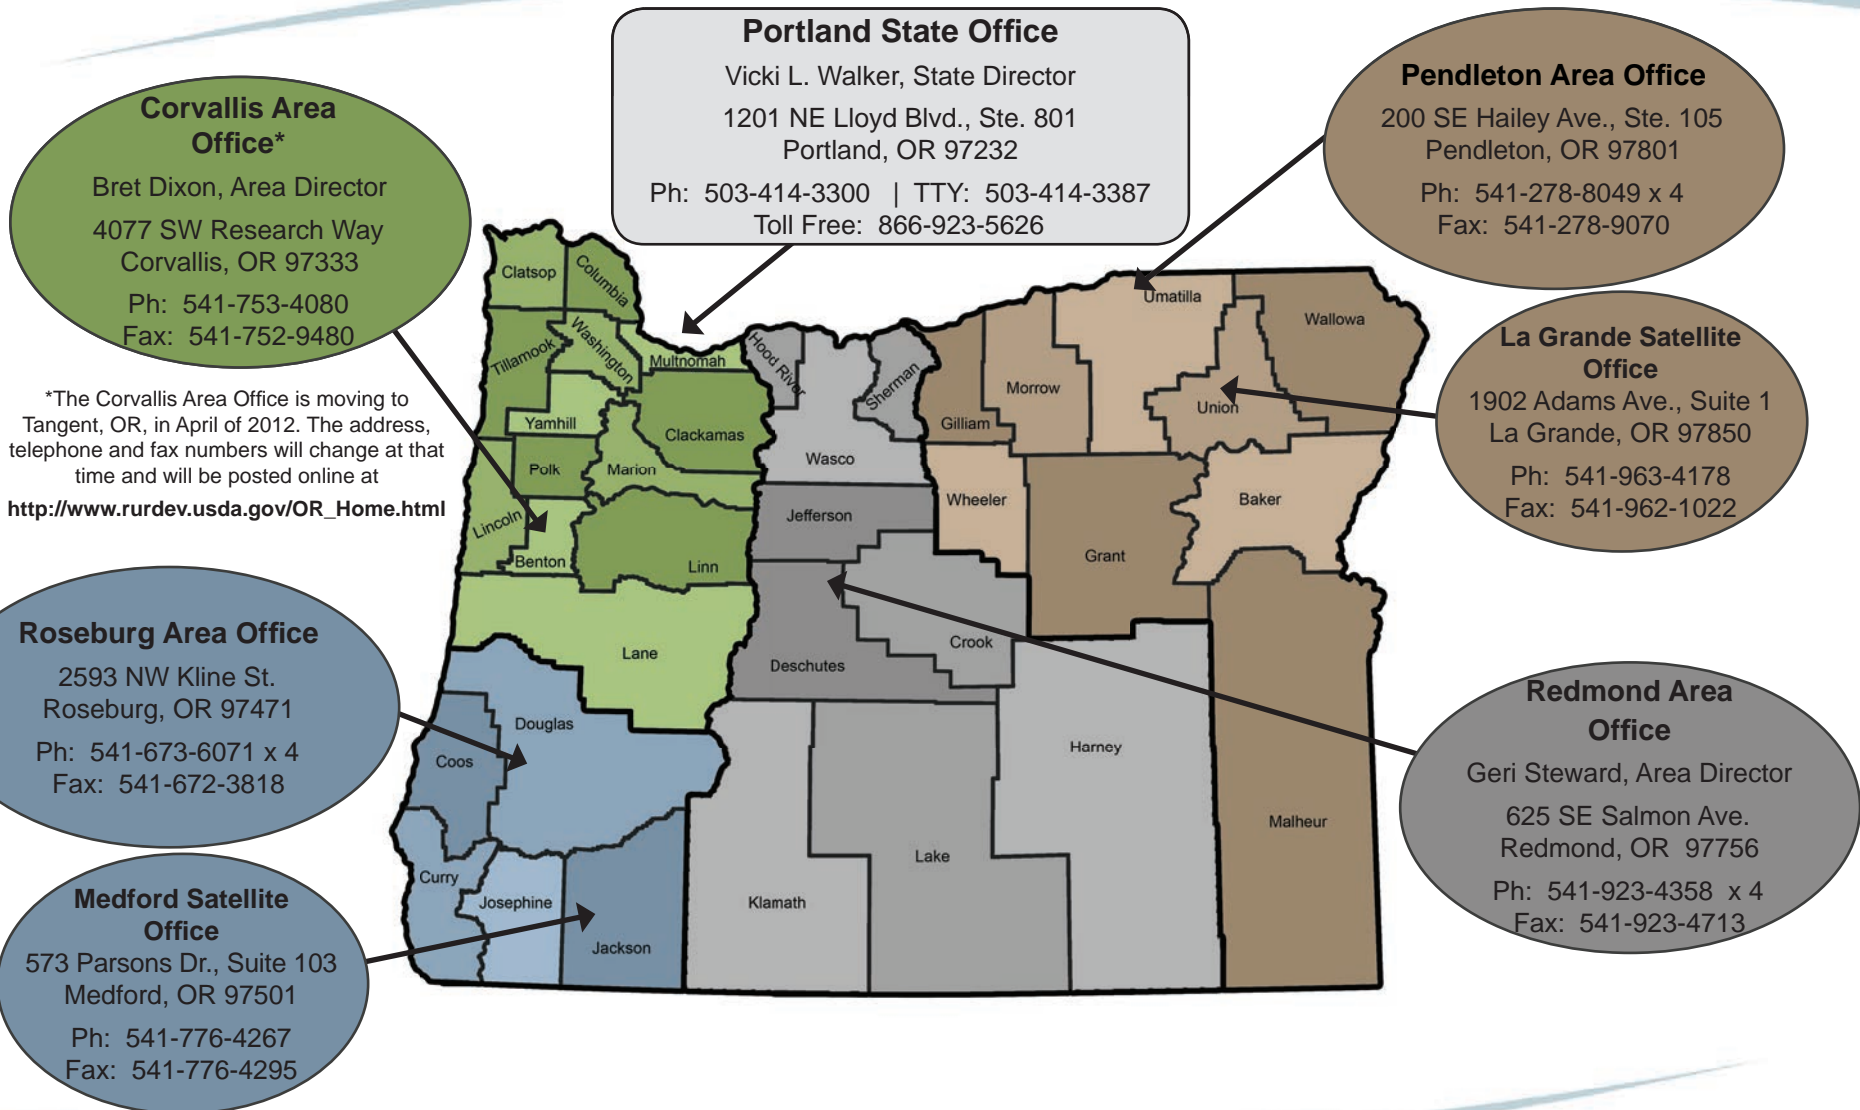 Portland State Office
Vicki L. Walker, State Director
1201 NE Lloyd Blvd., Ste. 801
Portland, OR 97232
Ph: 503-414-3300 | TTY: 503-414-3387
Toll Free: 866-923-5626
Corvallis Area
Office*
Bret Dixon, Area Director
4077 SW Research Way
Corvallis, OR 97333
Ph: 541-753-4080
Fax: 541-752-9480
*The Corvallis Area Office is moving to
Tangent, OR, in April of 2012. The address,
telephone and fax numbers will change at that
time and will be posted online at
http://www.rurdev.usda.gov/OR_Home.html
Roseburg Area Office
2593 NW Kline St.
Roseburg, OR 97471
Ph: 541-673-6071 x 4
Fax: 541-672-3818
Medford Satellite
Office
573 Parsons Dr., Suite 103
Medford, OR 97501
Ph: 541-776-4267
Fax: 541-776-4295
Pendleton Area Office
200 SE Hailey Ave., Ste. 105
Pendleton, OR 97801
Ph: 541-278-8049 x 4
Fax: 541-278-9070
La Grande Satellite
Office
1902 Adams Ave., Suite 1
La Grande, OR 97850
Ph: 541-963-4178
Fax: 541-962-1022
Redmond Area
Office
Geri Steward, Area Director
625 SE Salmon Ave.
Redmond, OR 97756
Ph: 541-923-4358 x 4
Fax: 541-923-4713
Clatsop
Columbia
Tillamook
Washington
Multnomah
Yamhill
Clackamas
Polk
Marion
Lincoln
Benton
Linn
Lane
Hood River
Sherman
Wasco
Jefferson
Deschutes
Crook
Klamath
Lake
Harney
Gilliam
Morrow
Umatilla
Union
Wallowa
Wheeler
Grant
Baker
Malheur
Douglas
Coos
Curry
Josephine
Jackson